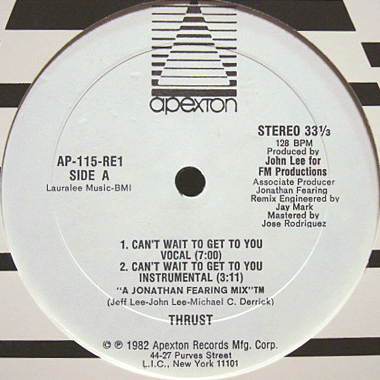 apexton
AP-115-RE1
SIDE A
Lauralee Music-BMI
STEREO 33⅓
128 BPM
Produced by
John Lee for
FM Productions
Associate Producer
Jonathan Fearing
Remix Engineered by
Jay Mark
Mastered by
Jose Rodriguez
1. CAN'T WAIT TO GET TO YOU
VOCAL (7:00)
2. CAN'T WAIT TO GET TO YOU
INSTRUMENTAL (3:11)
"A JONATHAN FEARING MIX"™
(Jeff Lee-John Lee-Michael C. Derrick)
THRUST
© ℗ 1982 Apexton Records Mfg. Corp.
44-27 Purves Street
L.I.C., New York 11101